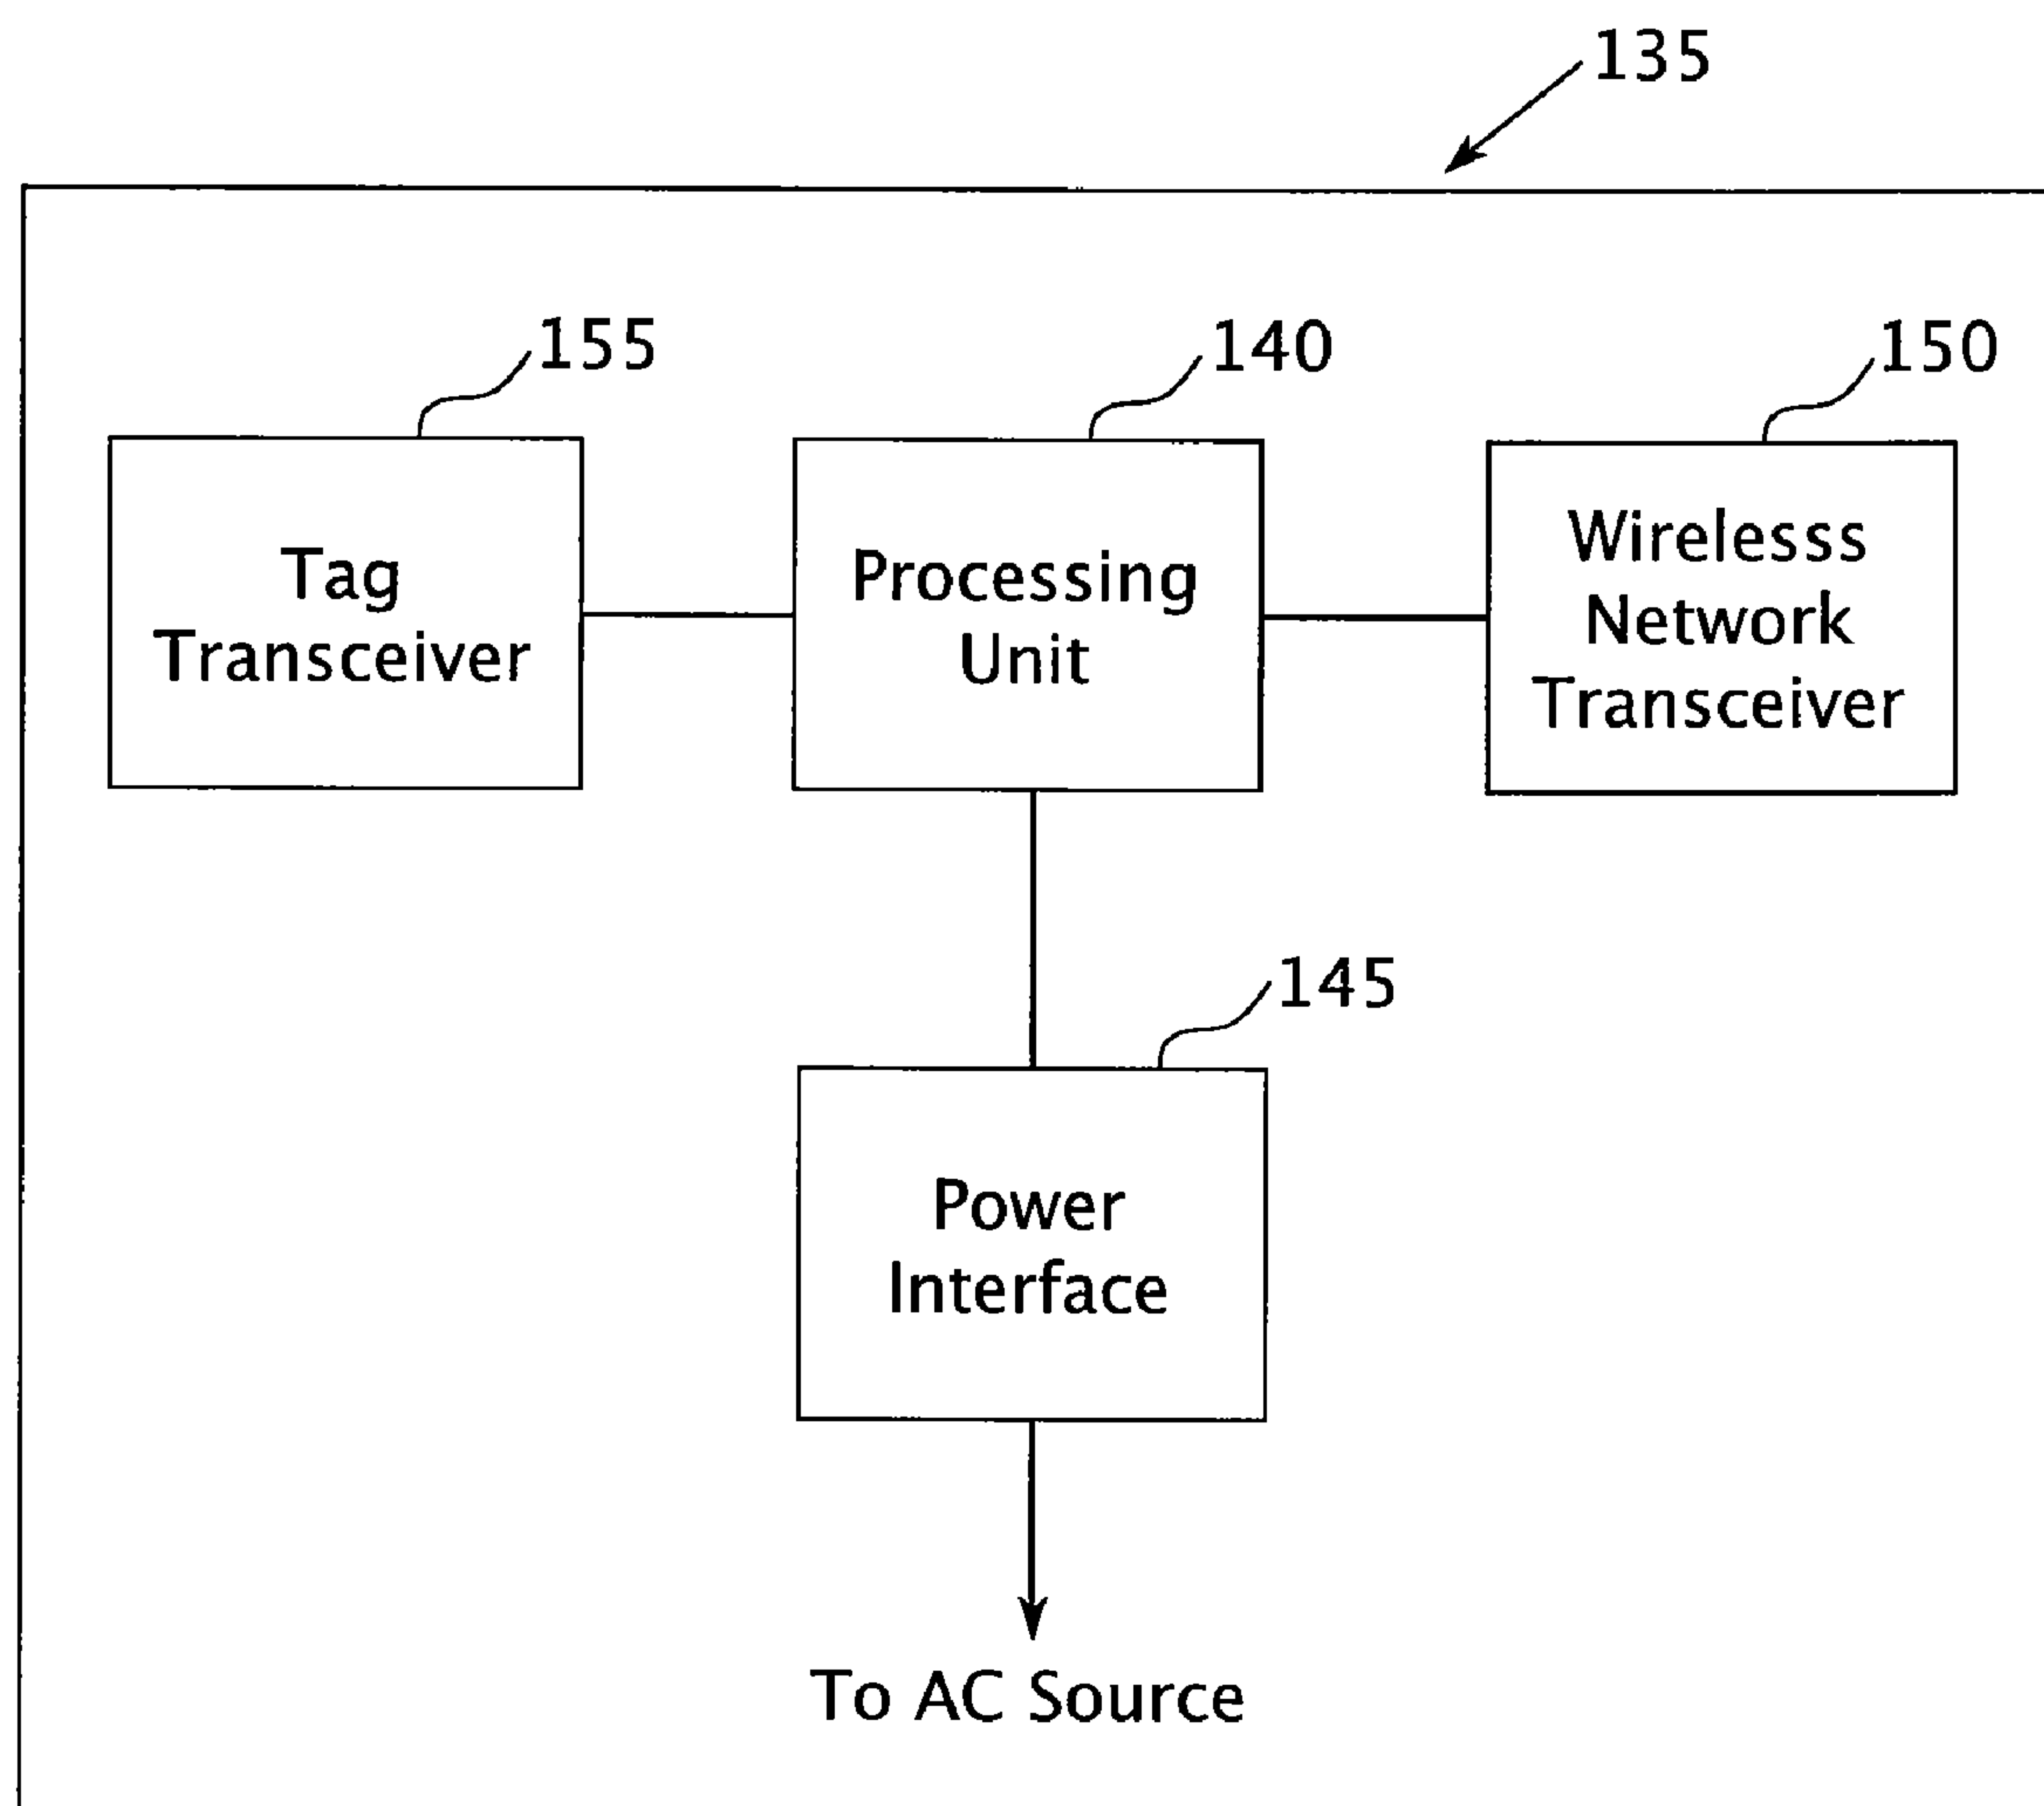 135
155
140
150
Tag
Transceiver
Processing
Unit
Wirelesss
Network
Transceiver
145
Power
Interface
To AC Source